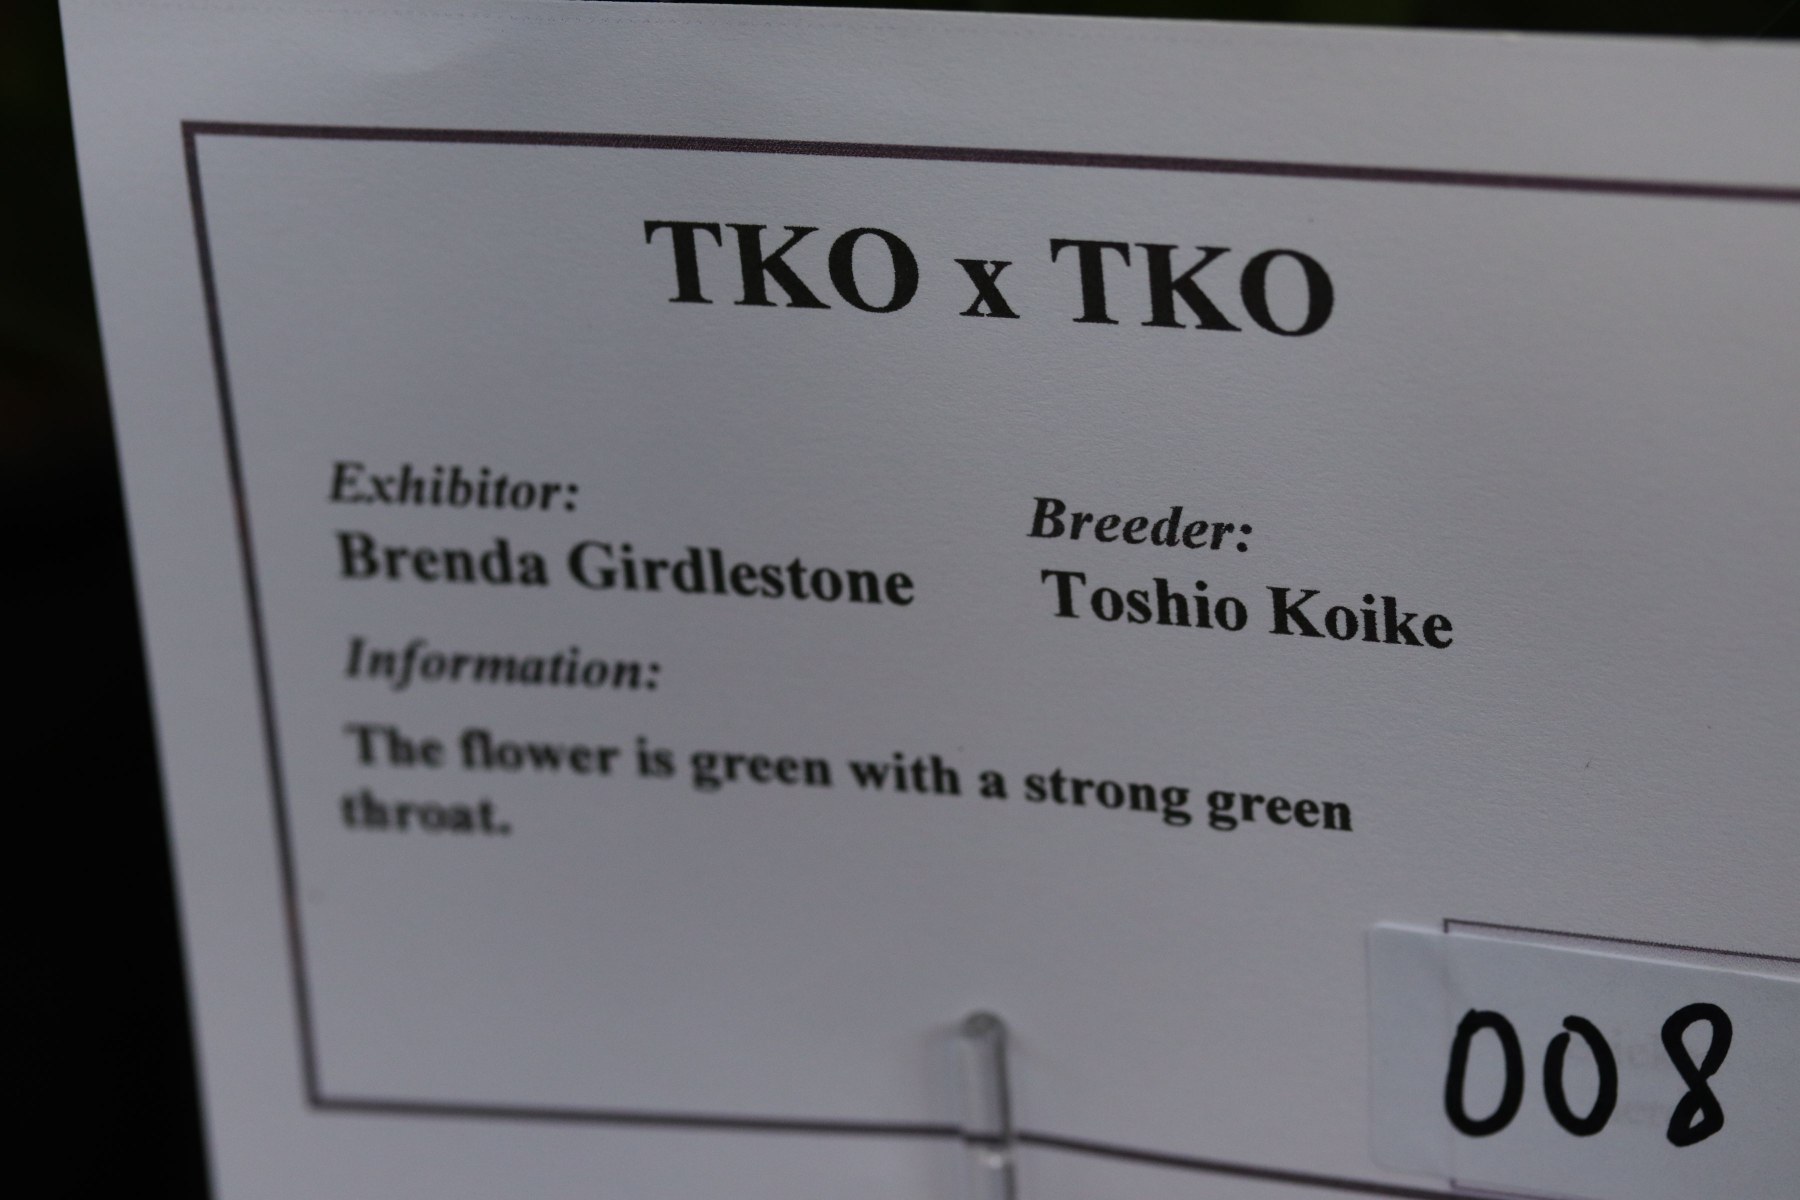 TKO x TKO
Exhibitor:
Breeder:
Brenda Girdlestone
Toshio Koike
Information:
The flower is green with a strong green
throat.
008